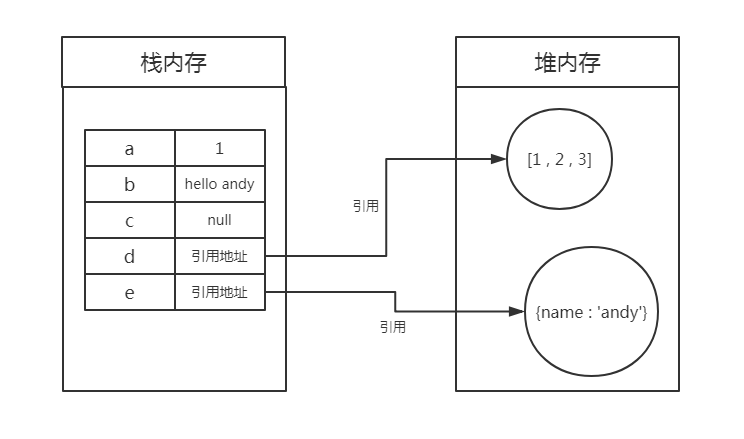 栈内存
堆内存
a 1
b hello andy
c null
d 引用地址
e 引用地址
引用
引用
[1 , 2 , 3]
{name : 'andy'}